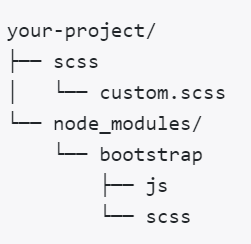 your-project/
├── scss
│   └── custom.scss
└── node_modules/
    └── bootstrap
        ├── js
        └── scss